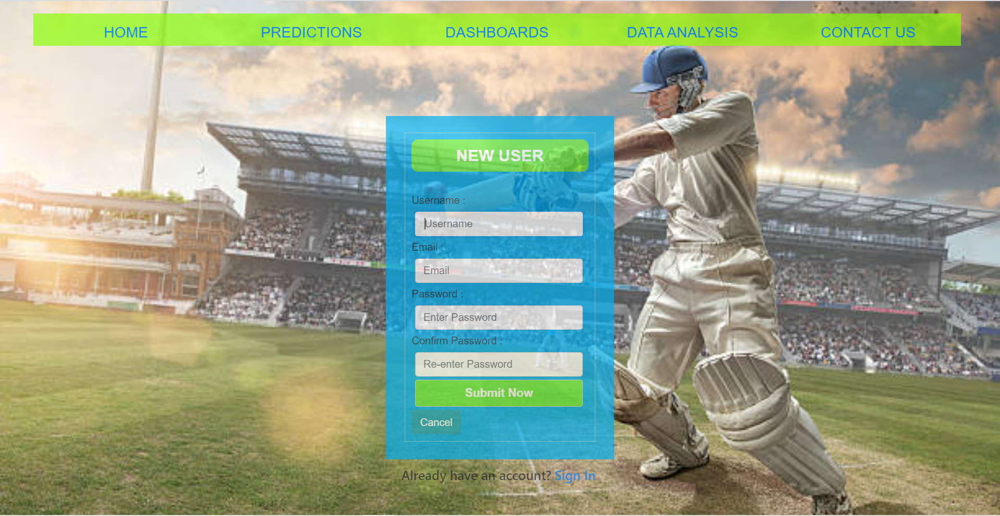 HOME PREDICTIONS DASHBOARDS DATA ANALYSIS CONTACT US
NEW USER
Username :
Username
Email :
Email
Password :
Enter Password
Confirm Password :
Re-enter Password
Submit Now
Cancel
Already have an account? Sign In